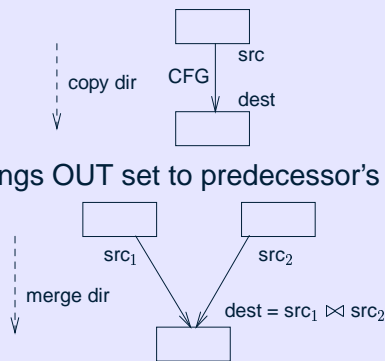 src
CFG
copy dir
dest
ngs OUT set to predecessor's
src₁
src₂
merge dir
dest = src₁ ⋈ src₂